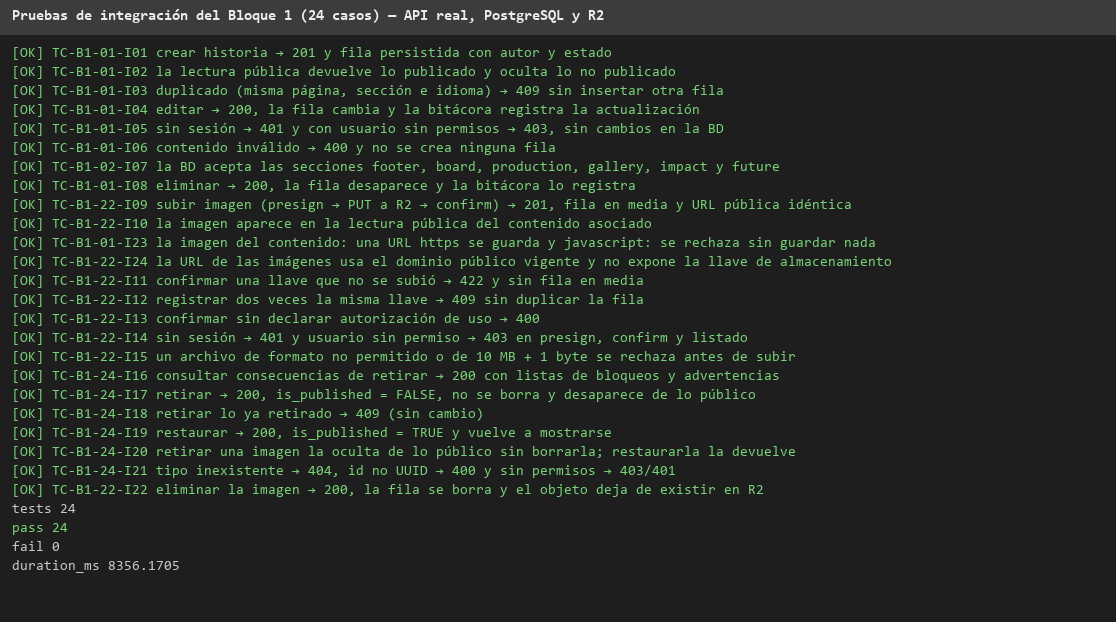 Pruebas de integración del Bloque 1 (24 casos) — API real, PostgreSQL y R2
[OK] TC-B1-01-I01 crear historia → 201 y fila persistida con autor y estado
[OK] TC-B1-01-I02 la lectura pública devuelve lo publicado y oculta lo no publicado
[OK] TC-B1-01-I03 duplicado (misma página, sección e idioma) → 409 sin insertar otra fila
[OK] TC-B1-01-I04 editar → 200, la fila cambia y la bitácora registra la actualización
[OK] TC-B1-01-I05 sin sesión → 401 y con usuario sin permisos → 403, sin cambios en la BD
[OK] TC-B1-01-I06 contenido inválido → 400 y no se crea ninguna fila
[OK] TC-B1-02-I07 la BD acepta las secciones footer, board, production, gallery, impact y future
[OK] TC-B1-01-I08 eliminar → 200, la fila desaparece y la bitácora lo registra
[OK] TC-B1-22-I09 subir imagen (presign → PUT a R2 → confirm) → 201, fila en media y URL pública idéntica
[OK] TC-B1-22-I10 la imagen aparece en la lectura pública del contenido asociado
[OK] TC-B1-01-I23 la imagen del contenido: una URL https se guarda y javascript: se rechaza sin guardar nada
[OK] TC-B1-22-I24 la URL de las imágenes usa el dominio público vigente y no expone la llave de almacenamiento
[OK] TC-B1-22-I11 confirmar una llave que no se subió → 422 y sin fila en media
[OK] TC-B1-22-I12 registrar dos veces la misma llave → 409 sin duplicar la fila
[OK] TC-B1-22-I13 confirmar sin declarar autorización de uso → 400
[OK] TC-B1-22-I14 sin sesión → 401 y usuario sin permiso → 403 en presign, confirm y listado
[OK] TC-B1-22-I15 un archivo de formato no permitido o de 10 MB + 1 byte se rechaza antes de subir
[OK] TC-B1-24-I16 consultar consecuencias de retirar → 200 con listas de bloqueos y advertencias
[OK] TC-B1-24-I17 retirar → 200, is_published = FALSE, no se borra y desaparece de lo público
[OK] TC-B1-24-I18 retirar lo ya retirado → 409 (sin cambio)
[OK] TC-B1-24-I19 restaurar → 200, is_published = TRUE y vuelve a mostrarse
[OK] TC-B1-24-I20 retirar una imagen la oculta de lo público sin borrarla; restaurarla la devuelve
[OK] TC-B1-24-I21 tipo inexistente → 404, id no UUID → 400 y sin permisos → 403/401
[OK] TC-B1-22-I22 eliminar la imagen → 200, la fila se borra y el objeto deja de existir en R2
tests 24
pass 24
fail 0
duration_ms 8356.1705